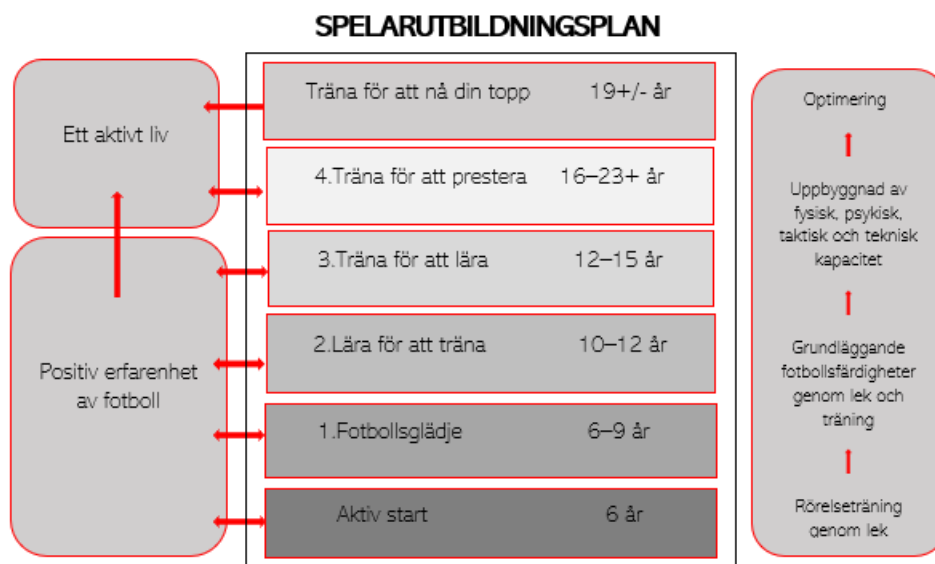 SPELARUTBILDNINGSPLAN
Ett aktivt liv
Positiv erfarenhet
av fotboll
Träna för att nå din topp 19+/- år
4.Träna för att prestera 16–23+ år
3.Träna för att lära 12–15 år
2.Lära för att träna 10–12 år
1.Fotbollsglädje 6–9 år
Aktiv start 6 år
Optimering
Uppbyggnad av
fysisk, psykisk,
taktisk och teknisk
kapacitet
Grundläggande
fotbollsfärdigheter
genom lek och
träning
Rörelseträning
genom lek